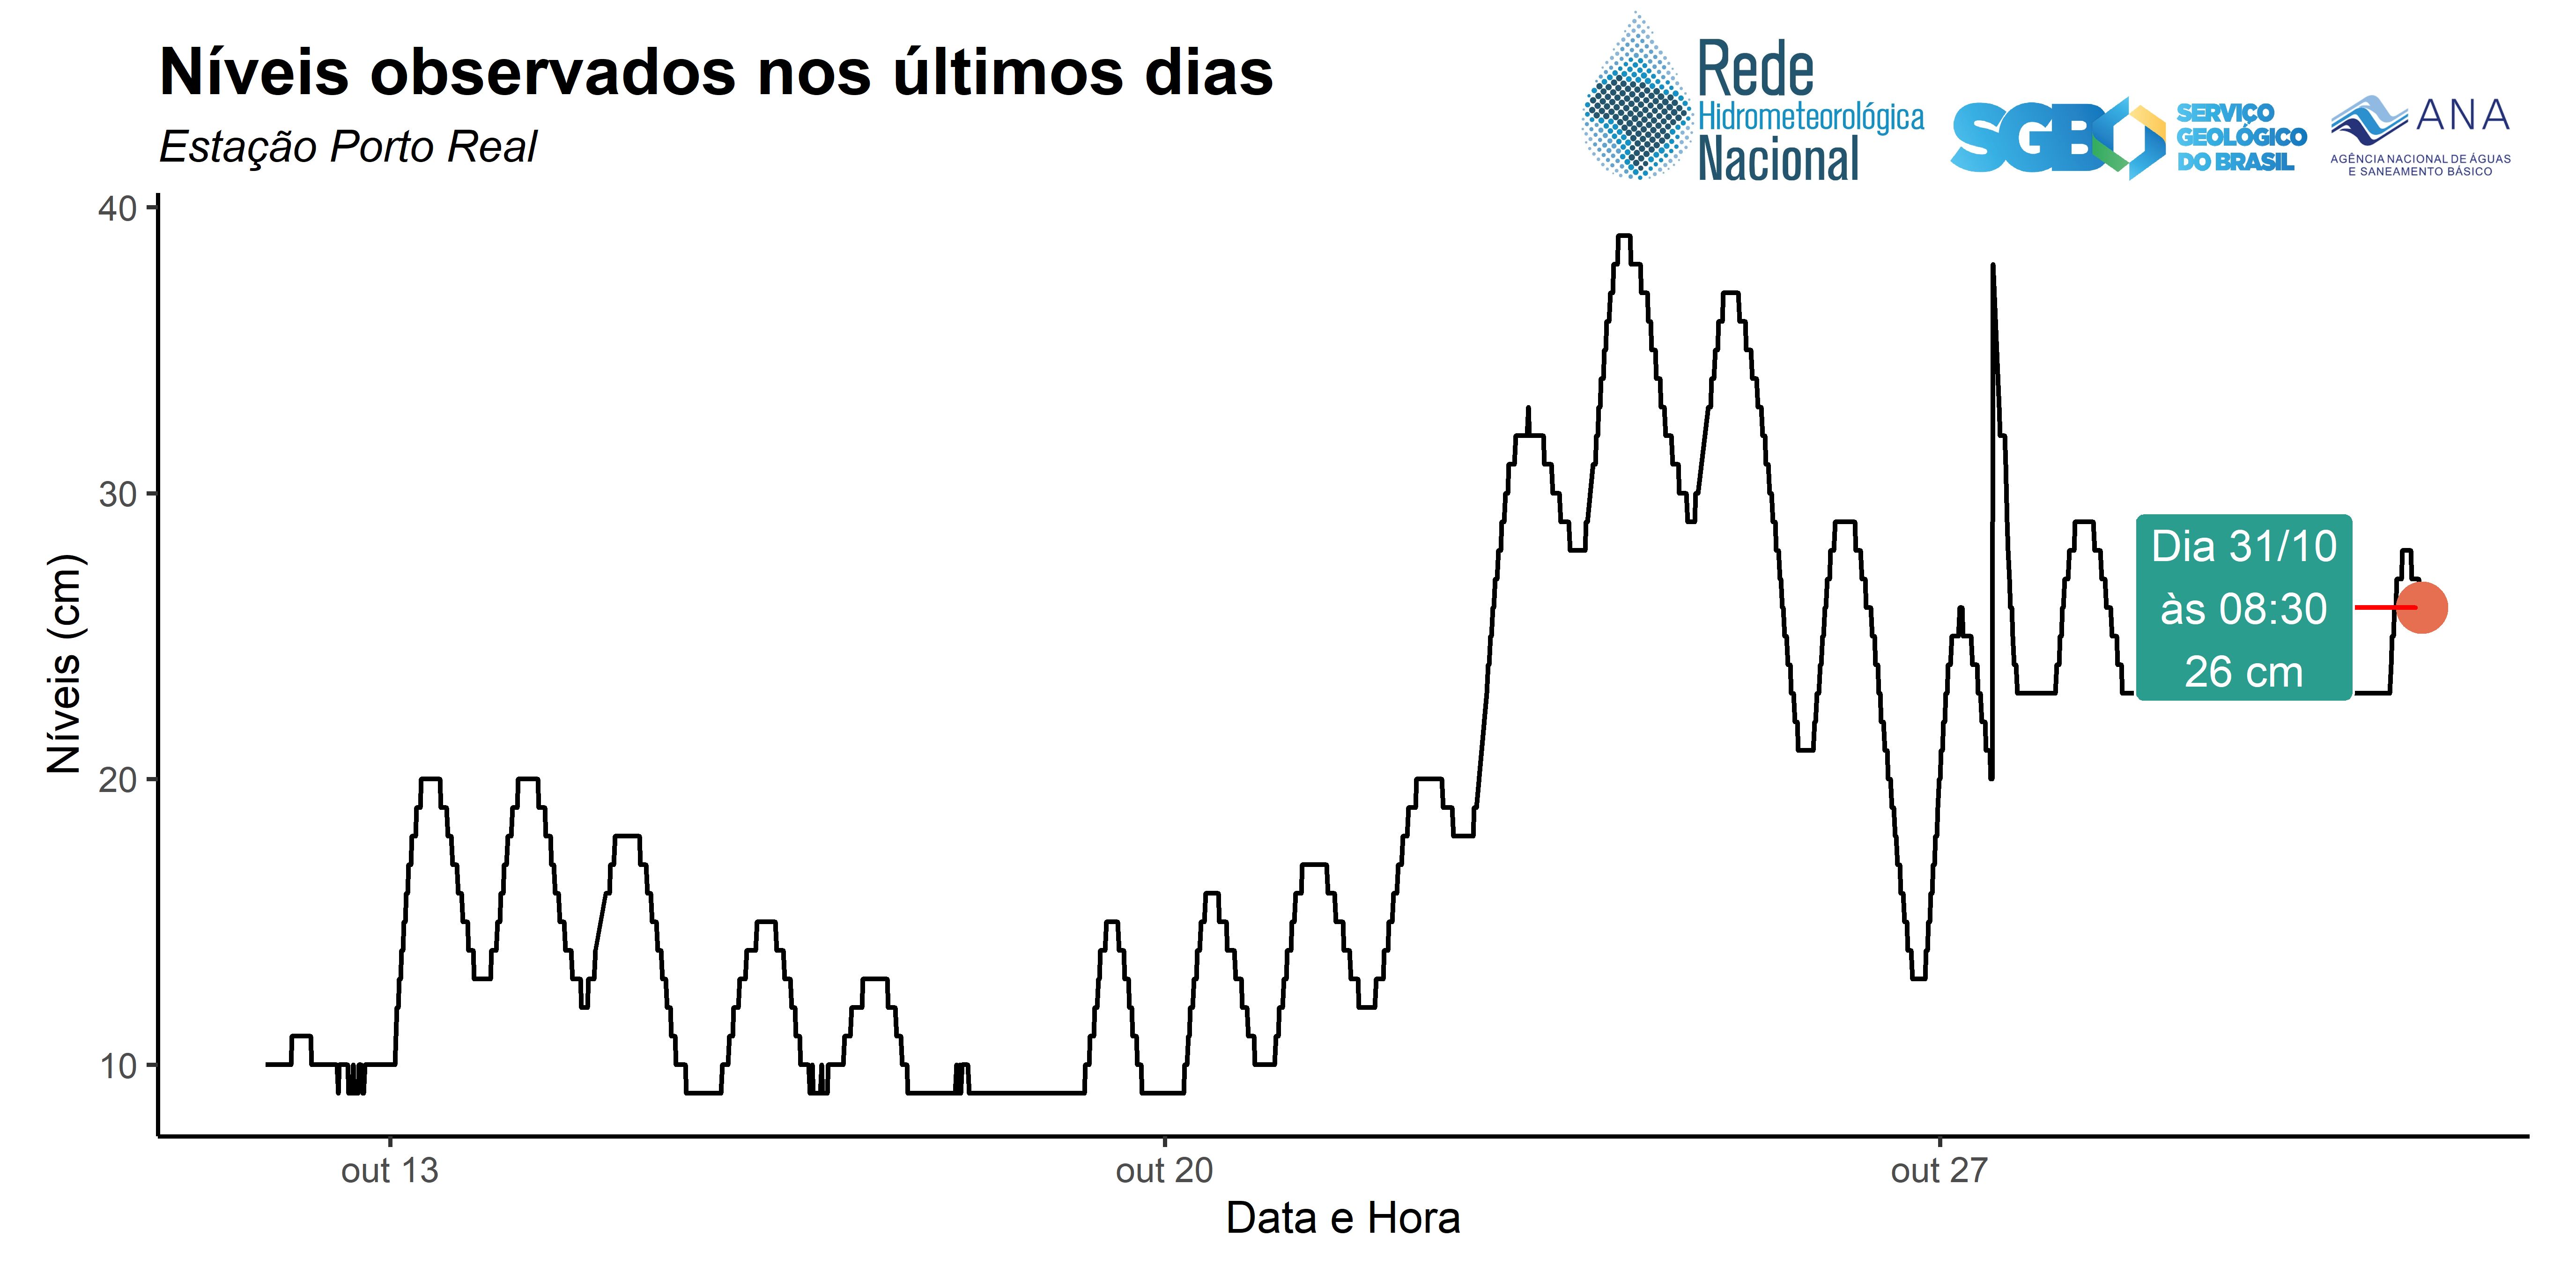 Níveis observados nos últimos dias
Estação Porto Real
Rede
Hidrometeorológica
Nacional
SGB
SERVIÇO
GEOLÓGICO
DO BRASIL
ANA
AGÊNCIA NACIONAL DE ÁGUAS
E SANEAMENTO BÁSICO
Níveis (cm)
40
30
20
10
Dia 31/10
às 08:30
26 cm
out 13
out 20
out 27
Data e Hora